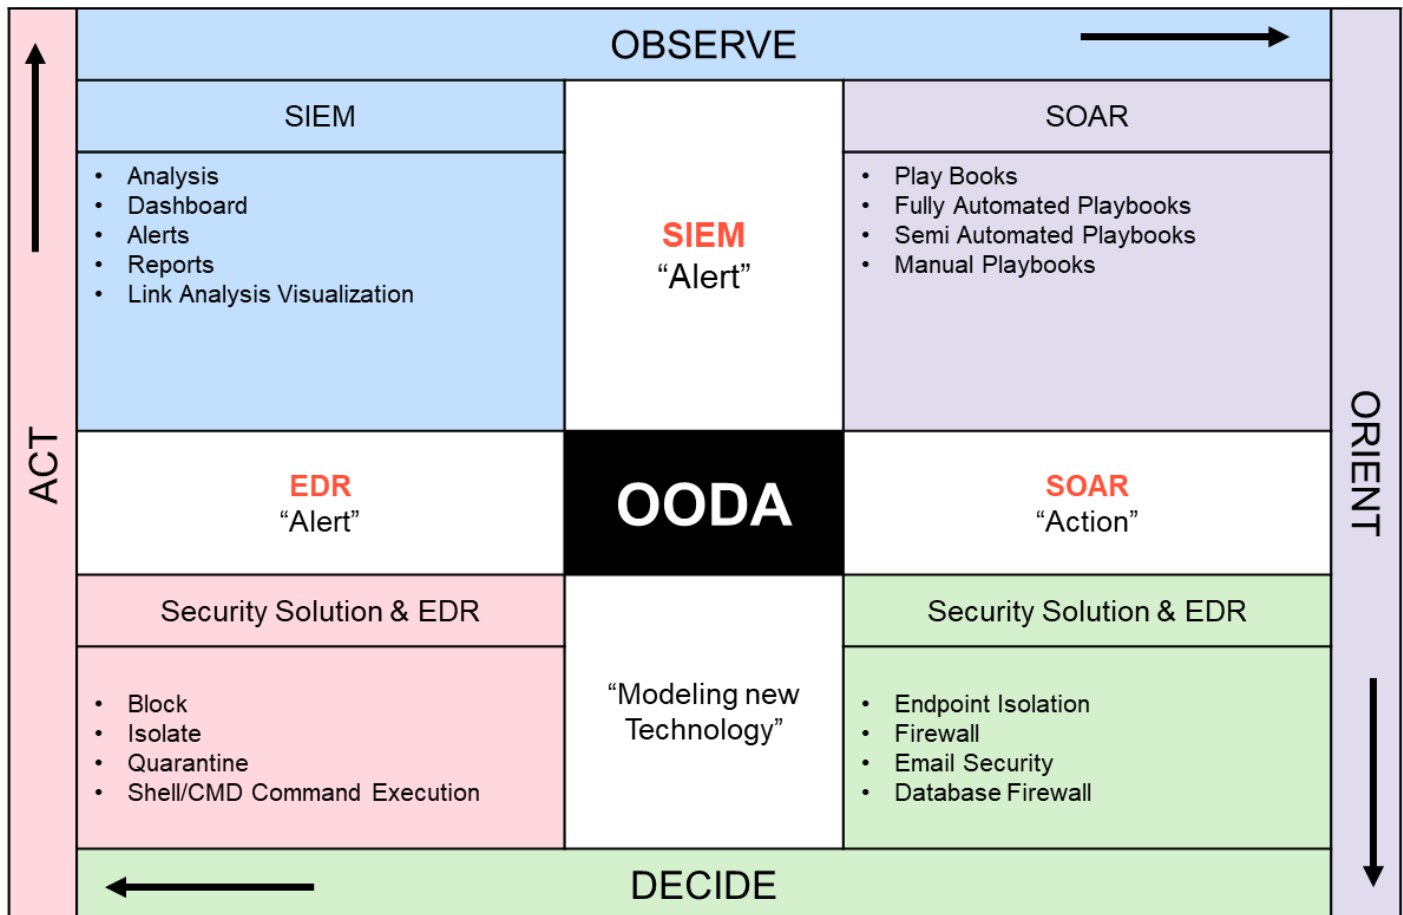 OBSERVE
SIEM
• Analysis
• Dashboard
• Alerts
• Reports
• Link Analysis Visualization
SIEM
“Alert”
SOAR
• Play Books
• Fully Automated Playbooks
• Semi Automated Playbooks
• Manual Playbooks
ACT
EDR
“Alert”
OODA
SOAR
“Action”
ORIENT
Security Solution & EDR
• Block
• Isolate
• Quarantine
• Shell/CMD Command Execution
“Modeling new
Technology”
Security Solution & EDR
• Endpoint Isolation
• Firewall
• Email Security
• Database Firewall
DECIDE